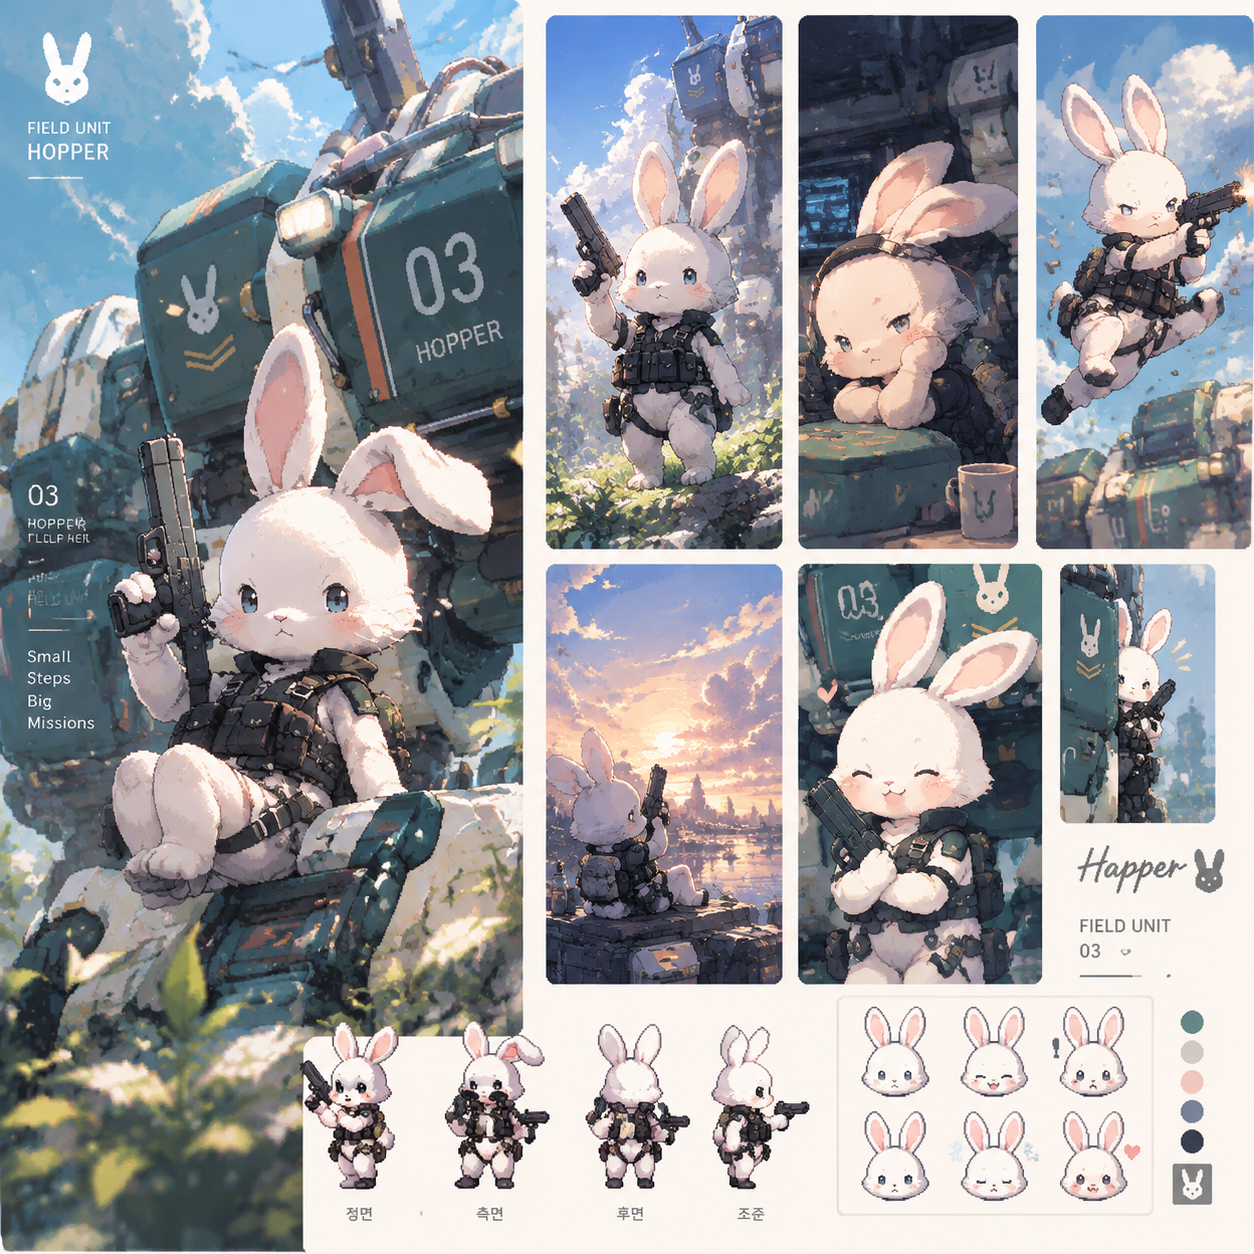 FIELD UNIT
HOPPER
03
HOPPER
03
HOPPER
Small
Steps
Big
Missions
03
Happer
FIELD UNIT
03
정면
측면
후면
조준